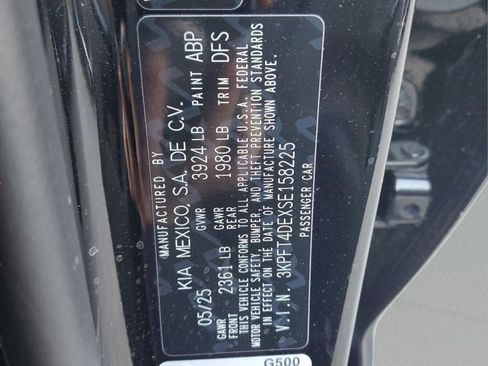 MANUFACTURED BY
KIA MEXICO, S.A. DE C.V.
05/25 GVWR 3924 LB PAINT ABP
GAWR FRONT 2361 LB GAWR REAR 1980 LB TRIM DFS
THIS VEHICLE CONFORMS TO ALL APPLICABLE U.S.A. FEDERAL
MOTOR VEHICLE SAFETY, BUMPER, AND THEFT PREVENTION STANDARDS
IN EFFECT ON THE DATE OF MANUFACTURE SHOWN ABOVE.
V.I.N. 3KPFT4DEXSE158225
PASSENGER CAR
G500